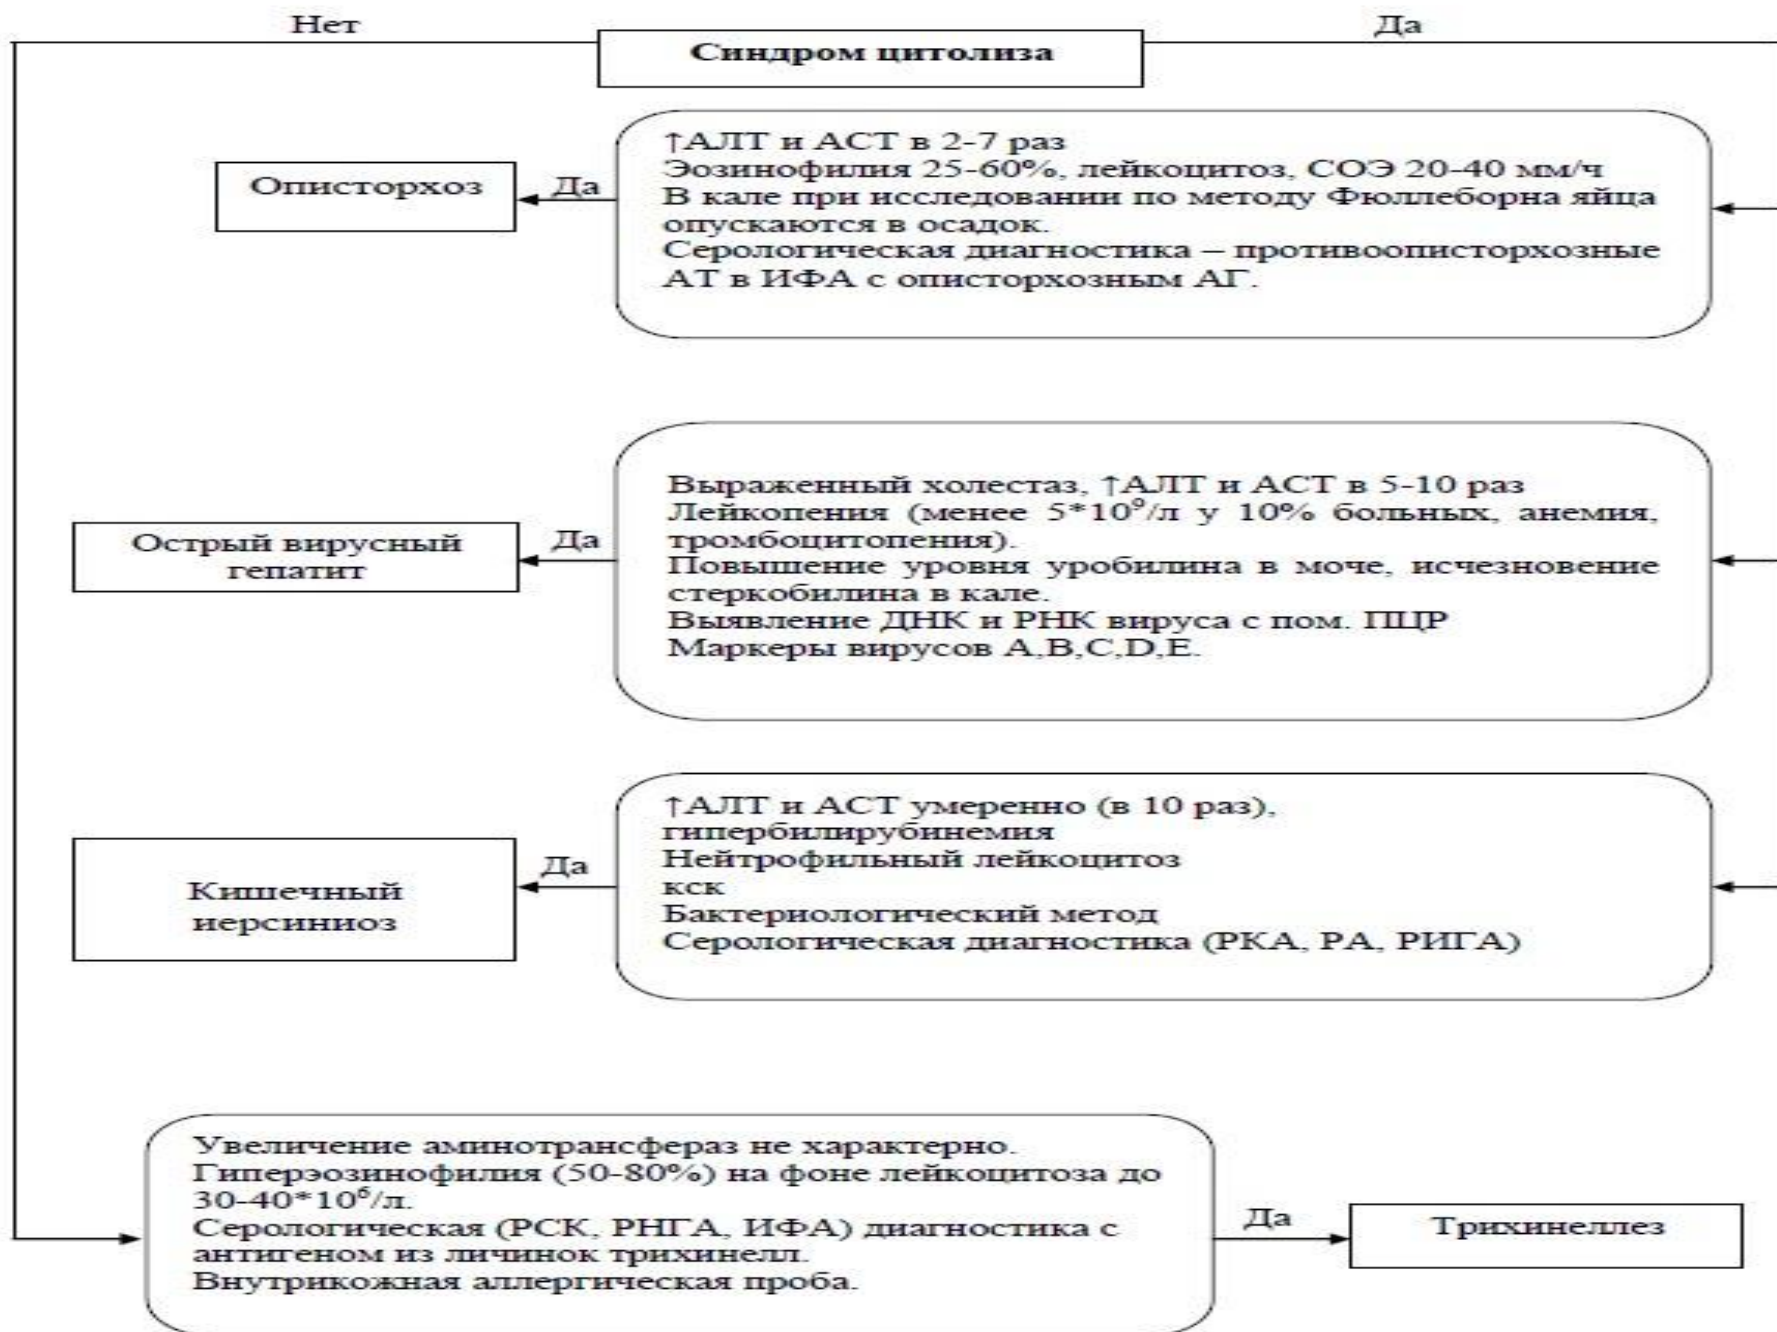 Нет
Да
Синдром цитолиза
↑АЛТ и АСТ в 2-7 раз
Эозинофилия 25-60%, лейкоцитоз, СОЭ 20-40 мм/ч
В кале при исследовании по методу Фюллеборна яйца
опускаются в осадок.
Серологическая диагностика – противоописторхозные
АТ в ИФА с описторхозным АГ.
Да
Описторхоз
Выраженный холестаз, ↑АЛТ и АСТ в 5-10 раз
Лейкопения (менее 5*10⁹/л у 10% больных, анемия,
тромбоцитопения).
Повышение уровня уробилина в моче, исчезновение
стеркобилина в кале.
Выявление ДНК и РНК вируса с пом. ПЦР
Маркеры вирусов А,В,С,D,Е.
Да
Острый вирусный
гепатит
↑АЛТ и АСТ умеренно (в 10 раз),
гипербилирубинемия
Нейтрофильный лейкоцитоз
кск
Бактериологический метод
Серологическая диагностика (РКА, РА, РИГА)
Да
Кишечный
иерсиниоз
Увеличение аминотрансфераз не характерно.
Гиперэозинофилия (50-80%) на фоне лейкоцитоза до
30-40*10⁶/л.
Серологическая (РСК, РНГА, ИФА) диагностика с
антигеном из личинок трихинелл.
Внутрикожная аллергическая проба.
Да
Трихинеллез